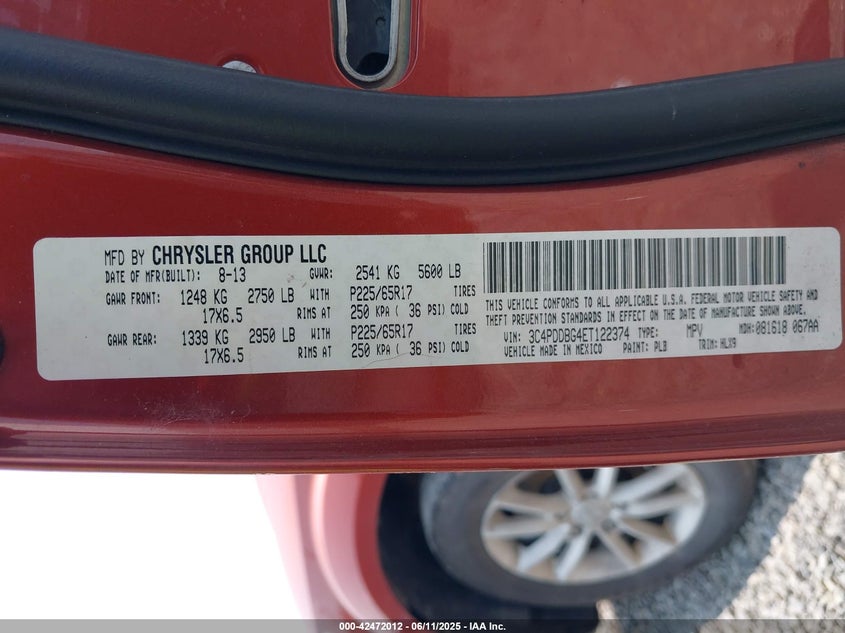 MFD BY CHRYSLER GROUP LLC
DATE OF MFR(BUILT): 8-13 GVWR: 2541 KG 5600 LB
GAWR FRONT: 1248 KG 2750 LB WITH P225/65R17 TIRES
17X6.5 RIMS AT 250 KPA ( 36 PSI) COLD
GAWR REAR: 1339 KG 2950 LB WITH P225/65R17 TIRES
17X6.5 RIMS AT 250 KPA ( 36 PSI) COLD
THIS VEHICLE CONFORMS TO ALL APPLICABLE U.S.A. FEDERAL MOTOR VEHICLE SAFETY AND
THEFT PREVENTION STANDARDS IN EFFECT ON THE DATE OF MANUFACTURE SHOWN ABOVE.
VIN: 3C4PDDBG4ET122374 TYPE: MPV MDH: 081618 067AA
VEHICLE MADE IN MEXICO PAINT: PLB TRIM: HLX9
000-42472012 - 06/11/2025 - IAA Inc.